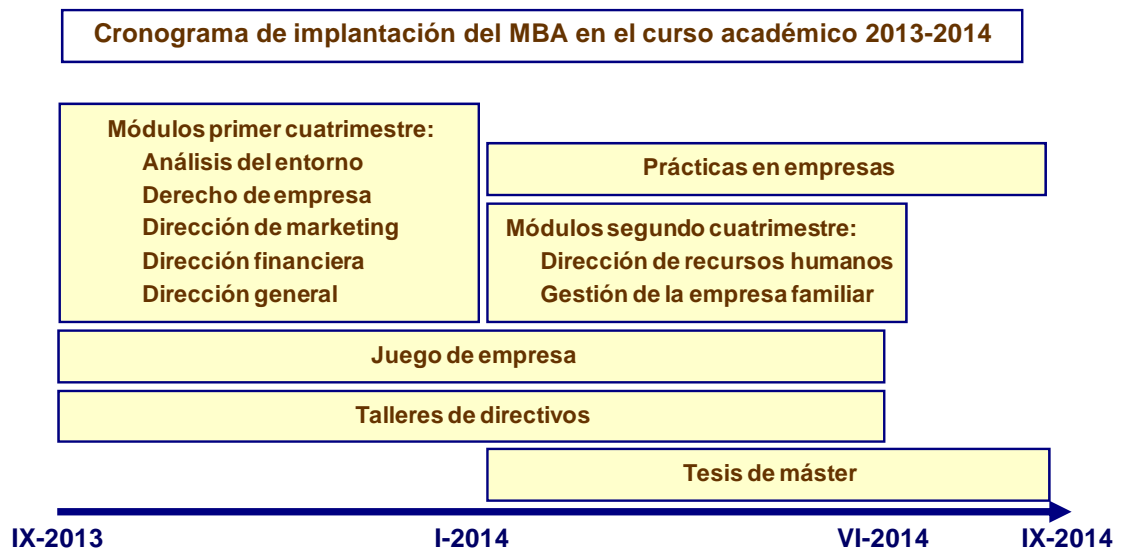 Cronograma de implantación del MBA en el curso académico 2013-2014
Módulos primer cuatrimestre:
Análisis del entorno
Derecho de empresa
Dirección de marketing
Dirección financiera
Dirección general
Prácticas en empresas
Módulos segundo cuatrimestre:
Dirección de recursos humanos
Gestión de la empresa familiar
Juego de empresa
Talleres de directivos
Tesis de máster
IX-2013
I-2014
VI-2014
IX-2014